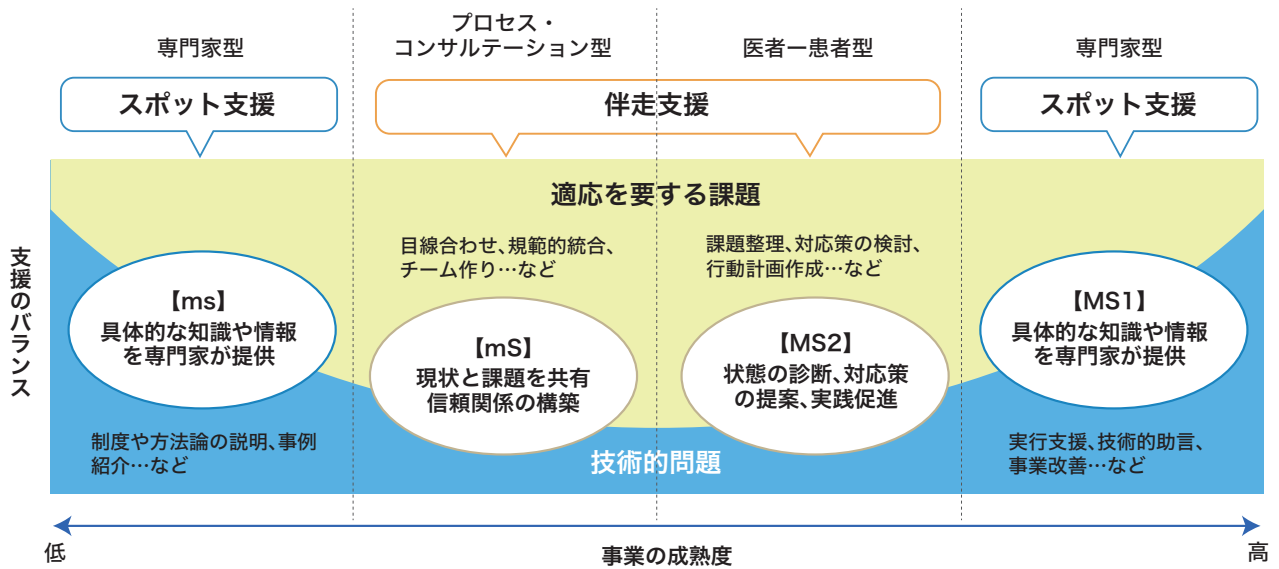 専門家型
プロセス・
コンサルテーション型
医者ー患者型
専門家型
スポット支援
伴走支援
スポット支援
適応を要する課題
支援のバランス
目線合わせ、規範的統合、
チーム作り…など
課題整理、対応策の検討、
行動計画作成…など
【ms】
具体的な知識や情報
を専門家が提供
【mS】
現状と課題を共有
信頼関係の構築
【MS2】
状態の診断、対応策
の提案、実践促進
【MS1】
具体的な知識や情報
を専門家が提供
制度や方法論の説明、事例
紹介…など
技術的問題
実行支援、技術的助言、
事業改善…など
低
事業の成熟度
高